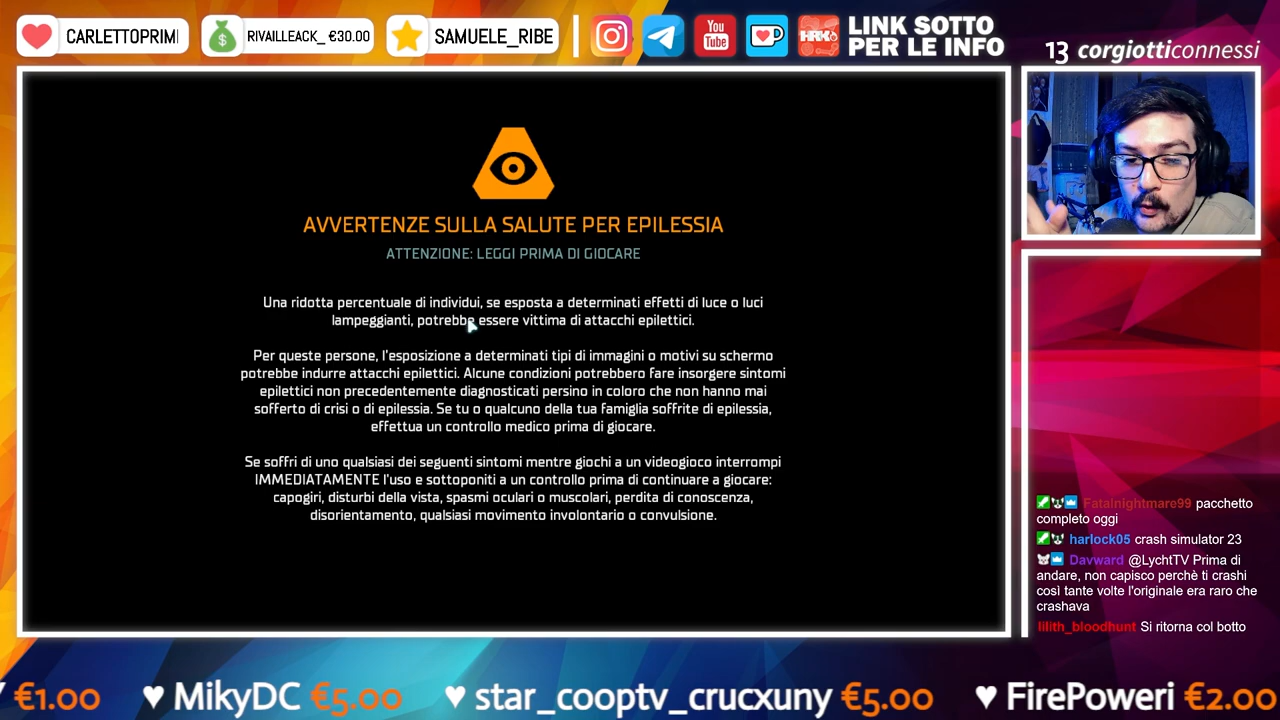 CARLETTOPRIM
RIVAILLEACK_ €30.00
SAMUELE_RIBE
You
Tube
HRK
LINK SOTTO
PER LE INFO
13 corgiotticonnessi
AVVERTENZE SULLA SALUTE PER EPILESSIA
ATTENZIONE: LEGGI PRIMA DI GIOCARE
Una ridotta percentuale di individui, se esposta a determinati effetti di luce o luci
lampeggianti, potrebbe essere vittima di attacchi epilettici.
Per queste persone, l'esposizione a determinati tipi di immagini o motivi su schermo
potrebbe indurre attacchi epilettici. Alcune condizioni potrebbero fare insorgere sintomi
epilettici non precedentemente diagnosticati persino in coloro che non hanno mai
sofferto di crisi o di epilessia. Se tu o qualcuno della tua famiglia soffrite di epilessia,
effettua un controllo medico prima di giocare.
Se soffri di uno qualsiasi dei seguenti sintomi mentre giochi a un videogioco interrompi
IMMEDIATAMENTE l'uso e sottoponiti a un controllo prima di continuare a giocare:
capogiri, disturbi della vista, spasmi oculari o muscolari, perdita di conoscenza,
disorientamento, qualsiasi movimento involontario o convulsione.
Fatalnightmare99 pacchetto
completo oggi
harlock05 crash simulator 23
Davward @LychtTV Prima di
andare, non capisco perchè ti crashi
così tante volte l'originale era raro che
crashava
lilith_bloodhunt Si ritorna col botto
€1.00 ♥ MikyDC €5.00 ♥ star_cooptv_crucxuny €5.00 ♥ FirePoweri €2.00